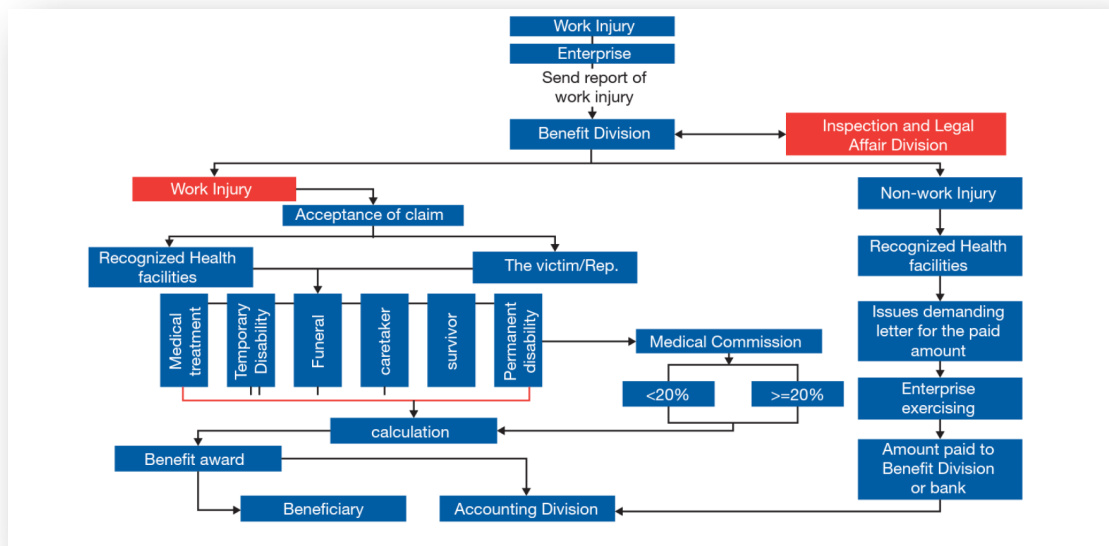 Work Injury
Enterprise
Send report of
work injury
Benefit Division
Inspection and Legal
Affair Division
Work Injury
Non-work Injury
Acceptance of claim
Recognized Health
facilities
The victim/Rep.
Recognized Health
facilities
Medical
treatment
Temporary
Disability
Funeral
caretaker
survivor
Permanent
disability
Issues demanding
letter for the paid
amount
Medical Commission
<20%
>=20%
Enterprise
exercising
calculation
Benefit award
Amount paid to
Benefit Division
or bank
Beneficiary
Accounting Division